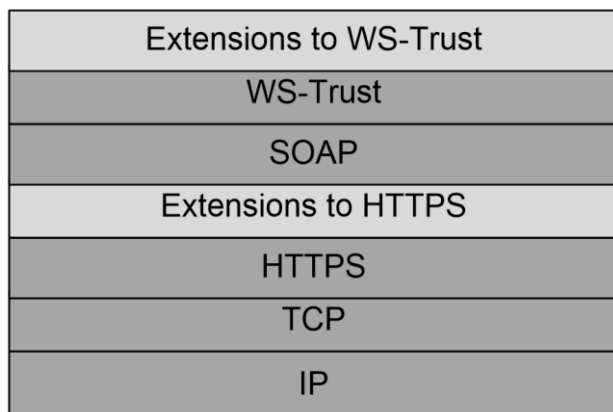 Extensions to WS-Trust
WS-Trust
SOAP
Extensions to HTTPS
HTTPS
TCP
IP